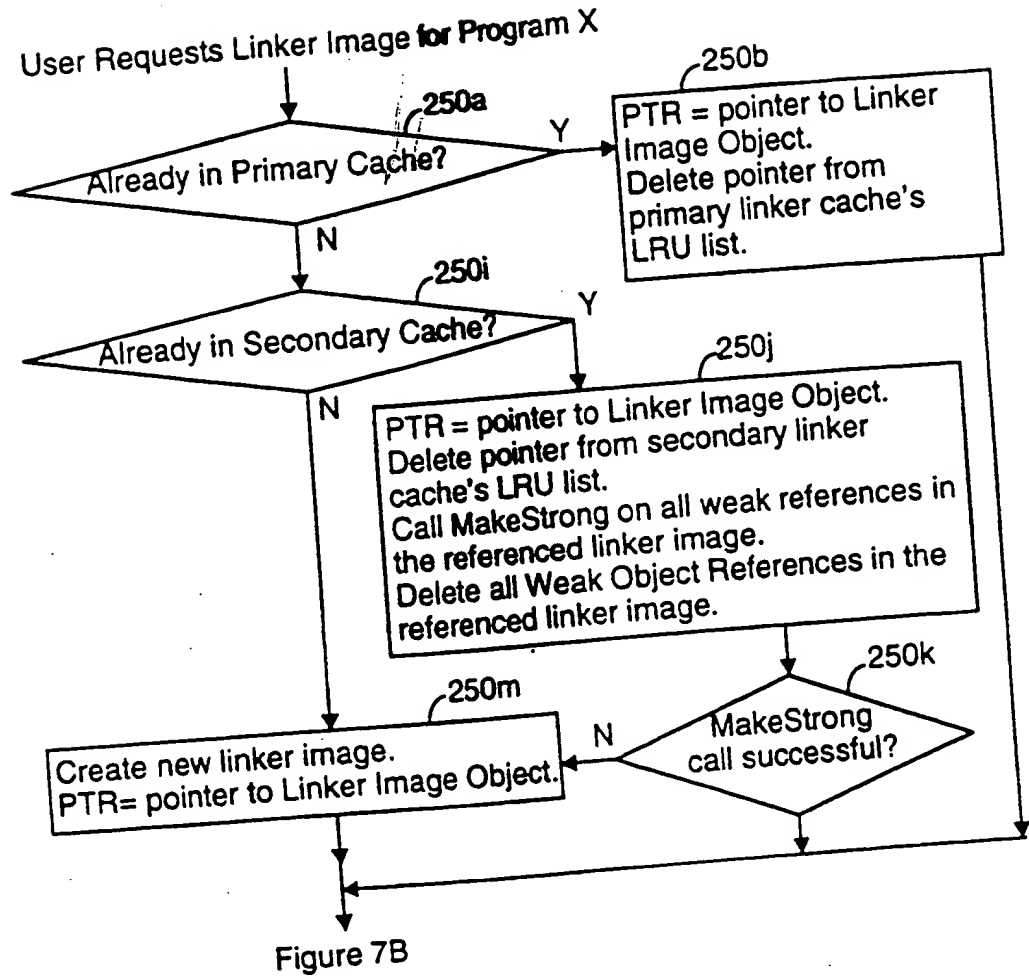 User Requests Linker Image for Program X
250a
Already in Primary Cache?
Y
N
250b
PTR = pointer to Linker
Image Object.
Delete pointer from
primary linker cache's
LRU list.
250i
Already in Secondary Cache?
Y
N
250j
PTR = pointer to Linker Image Object.
Delete pointer from secondary linker
cache's LRU list.
Call MakeStrong on all weak references in
the referenced linker image.
Delete all Weak Object References in the
referenced linker image.
250k
MakeStrong
call successful?
N
250m
Create new linker image.
PTR= pointer to Linker Image Object.
Figure 7B